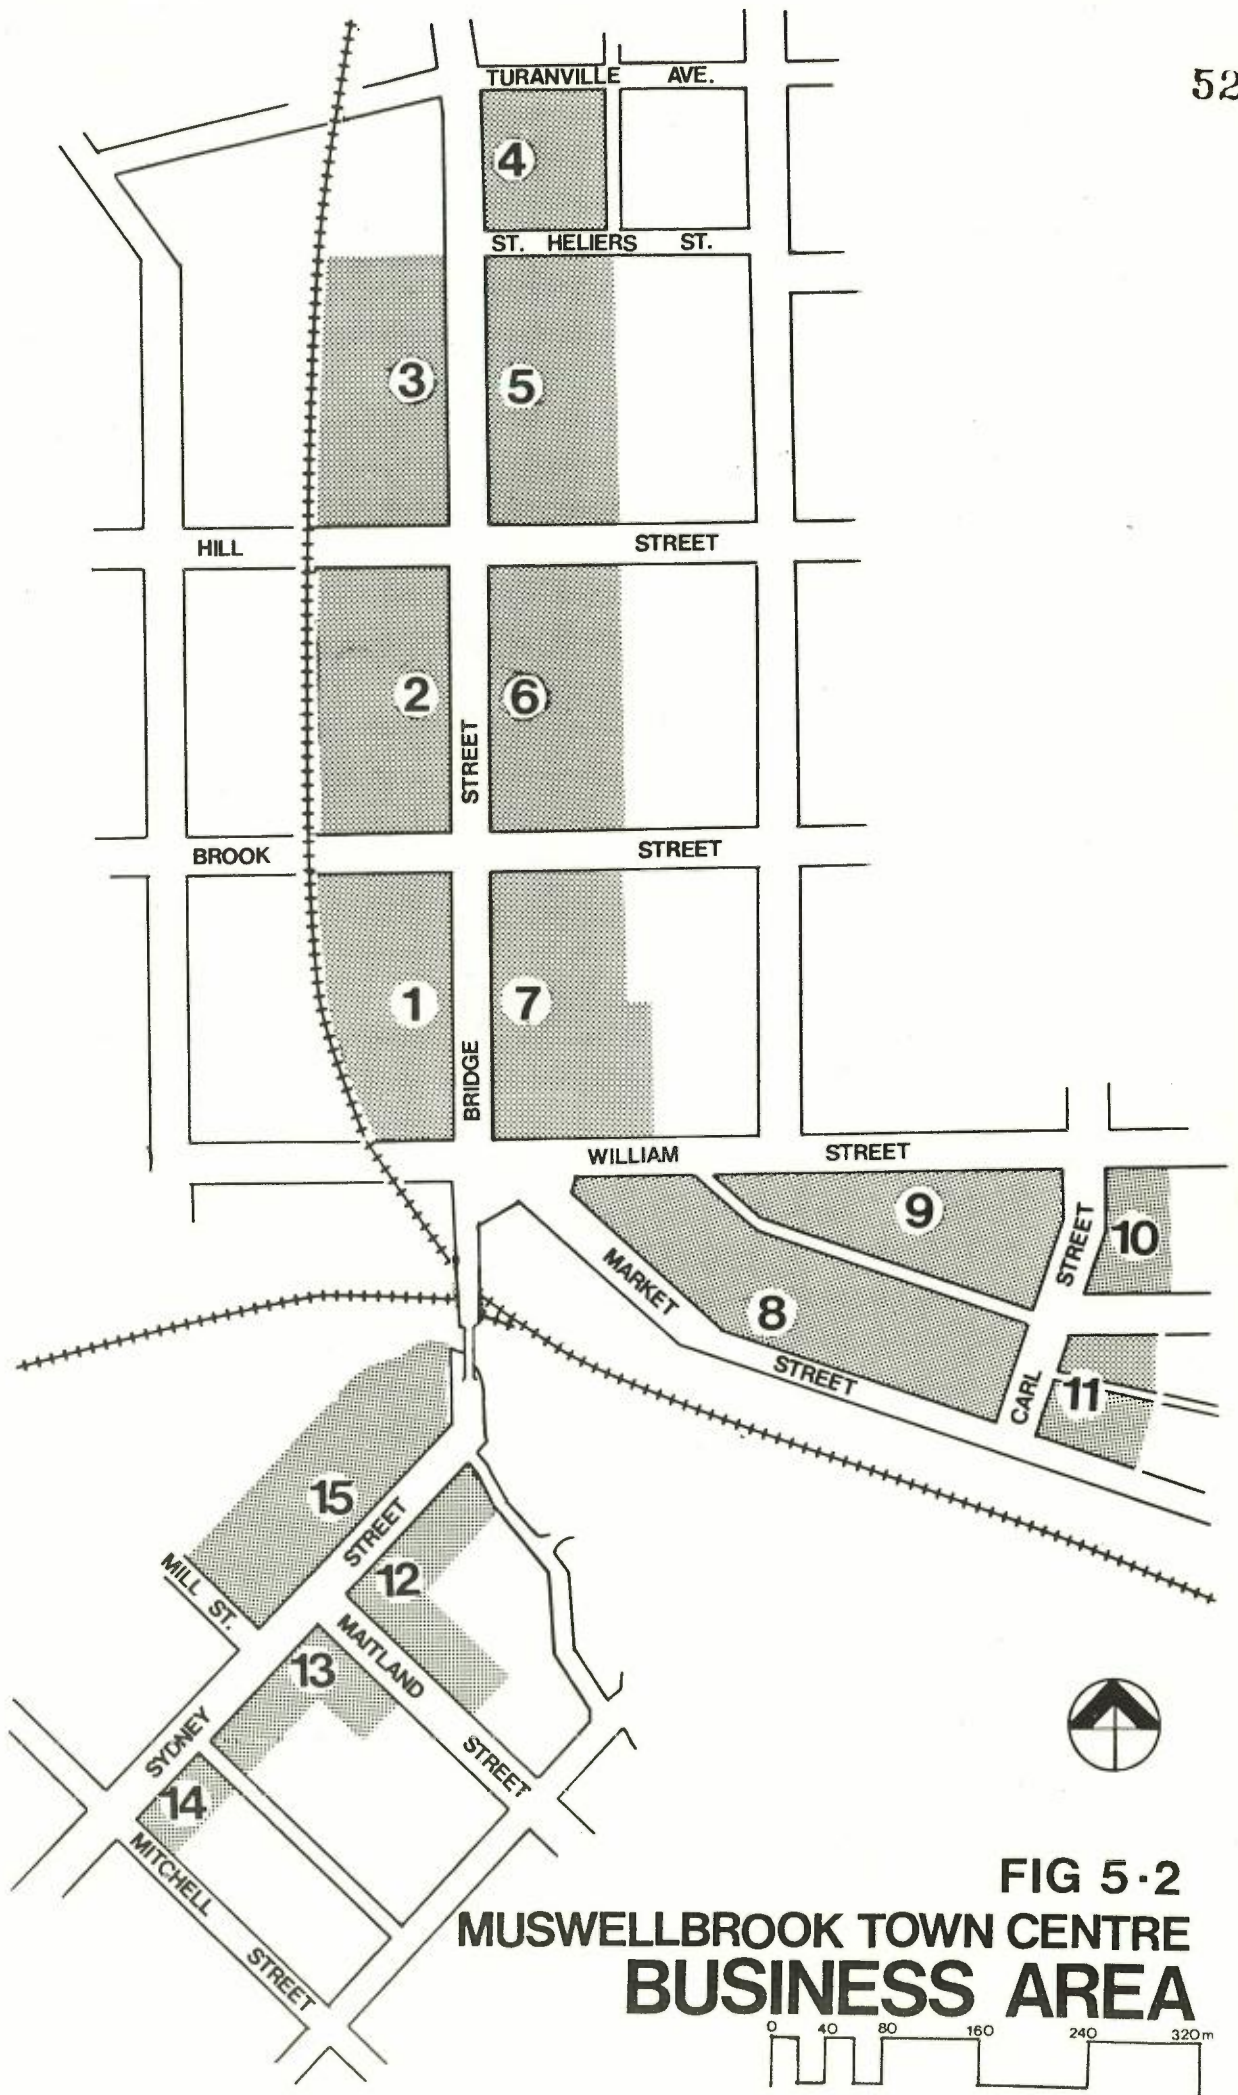 52
TURANVILLE AVE.
4
ST. HELIERS ST.
3
5
HILL STREET
2
6
STREET
BROOK STREET
1
7
BRIDGE
WILLIAM STREET
9
10
STREET
MARKET
8
STREET
CARL
11
15
STREET
12
MILL ST.
MAITLAND
13
SYDNEY
STREET
14
MITCHELL
STREET
FIG 5·2
MUSWELLBROOK TOWN CENTRE
BUSINESS AREA
0 40 80 160 240 320m